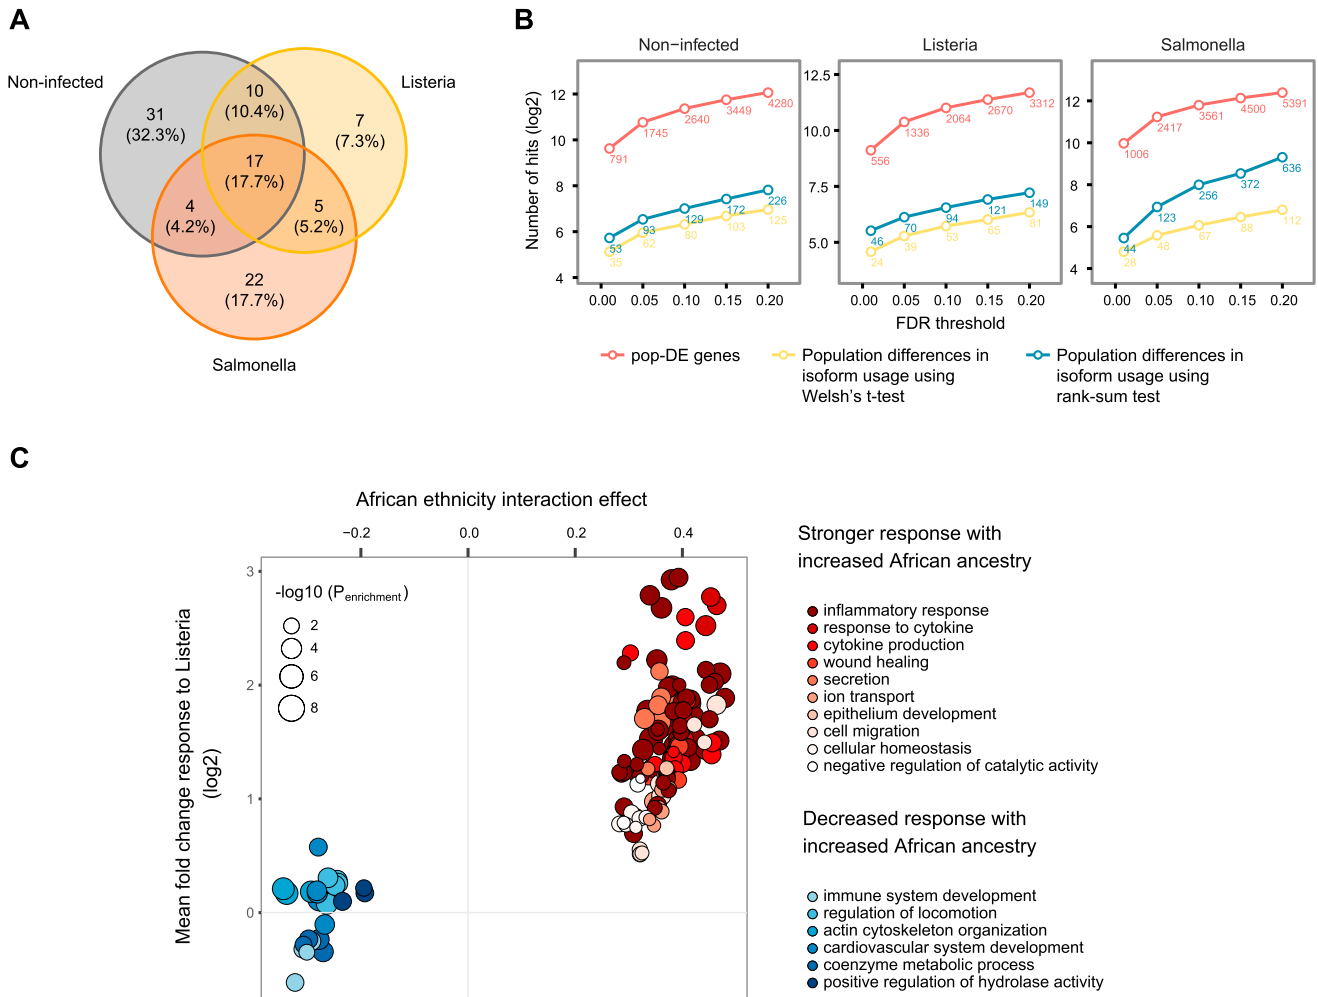 A
Non-infected
Listeria
31
(32.3%)
10
(10.4%)
7
(7.3%)
17
(17.7%)
4
(4.2%)
5
(5.2%)
22
(17.7%)
Salmonella
B
Non−infected
Listeria
Salmonella
Number of hits (log2)
12
10
8
6
4
791
1745
2640
3449
4280
53
93
129
172
226
35
62
80
103
125
0.00 0.05 0.10 0.15 0.20
12.5
10.0
7.5
5.0
556
1336
2064
2670
3312
46
70
94
121
149
24
39
53
65
81
0.00 0.05 0.10 0.15 0.20
12
10
8
6
4
1006
2417
3561
4500
5391
44
123
256
372
636
28
48
67
88
112
0.00 0.05 0.10 0.15 0.20
FDR threshold
pop-DE genes
Population differences in
isoform usage using
Welsh's t-test
Population differences in
isoform usage using
rank-sum test
C
African ethnicity interaction effect
−0.2 0.0 0.2 0.4
Mean fold change response to Listeria
(log2)
3
2
1
0
-log10 (Penrichment)
2
4
6
8
Stronger response with
increased African ancestry
inflammatory response
response to cytokine
cytokine production
wound healing
secretion
ion transport
epithelium development
cell migration
cellular homeostasis
negative regulation of catalytic activity
Decreased response with
increased African ancestry
immune system development
regulation of locomotion
actin cytoskeleton organization
cardiovascular system development
coenzyme metabolic process
positive regulation of hydrolase activity